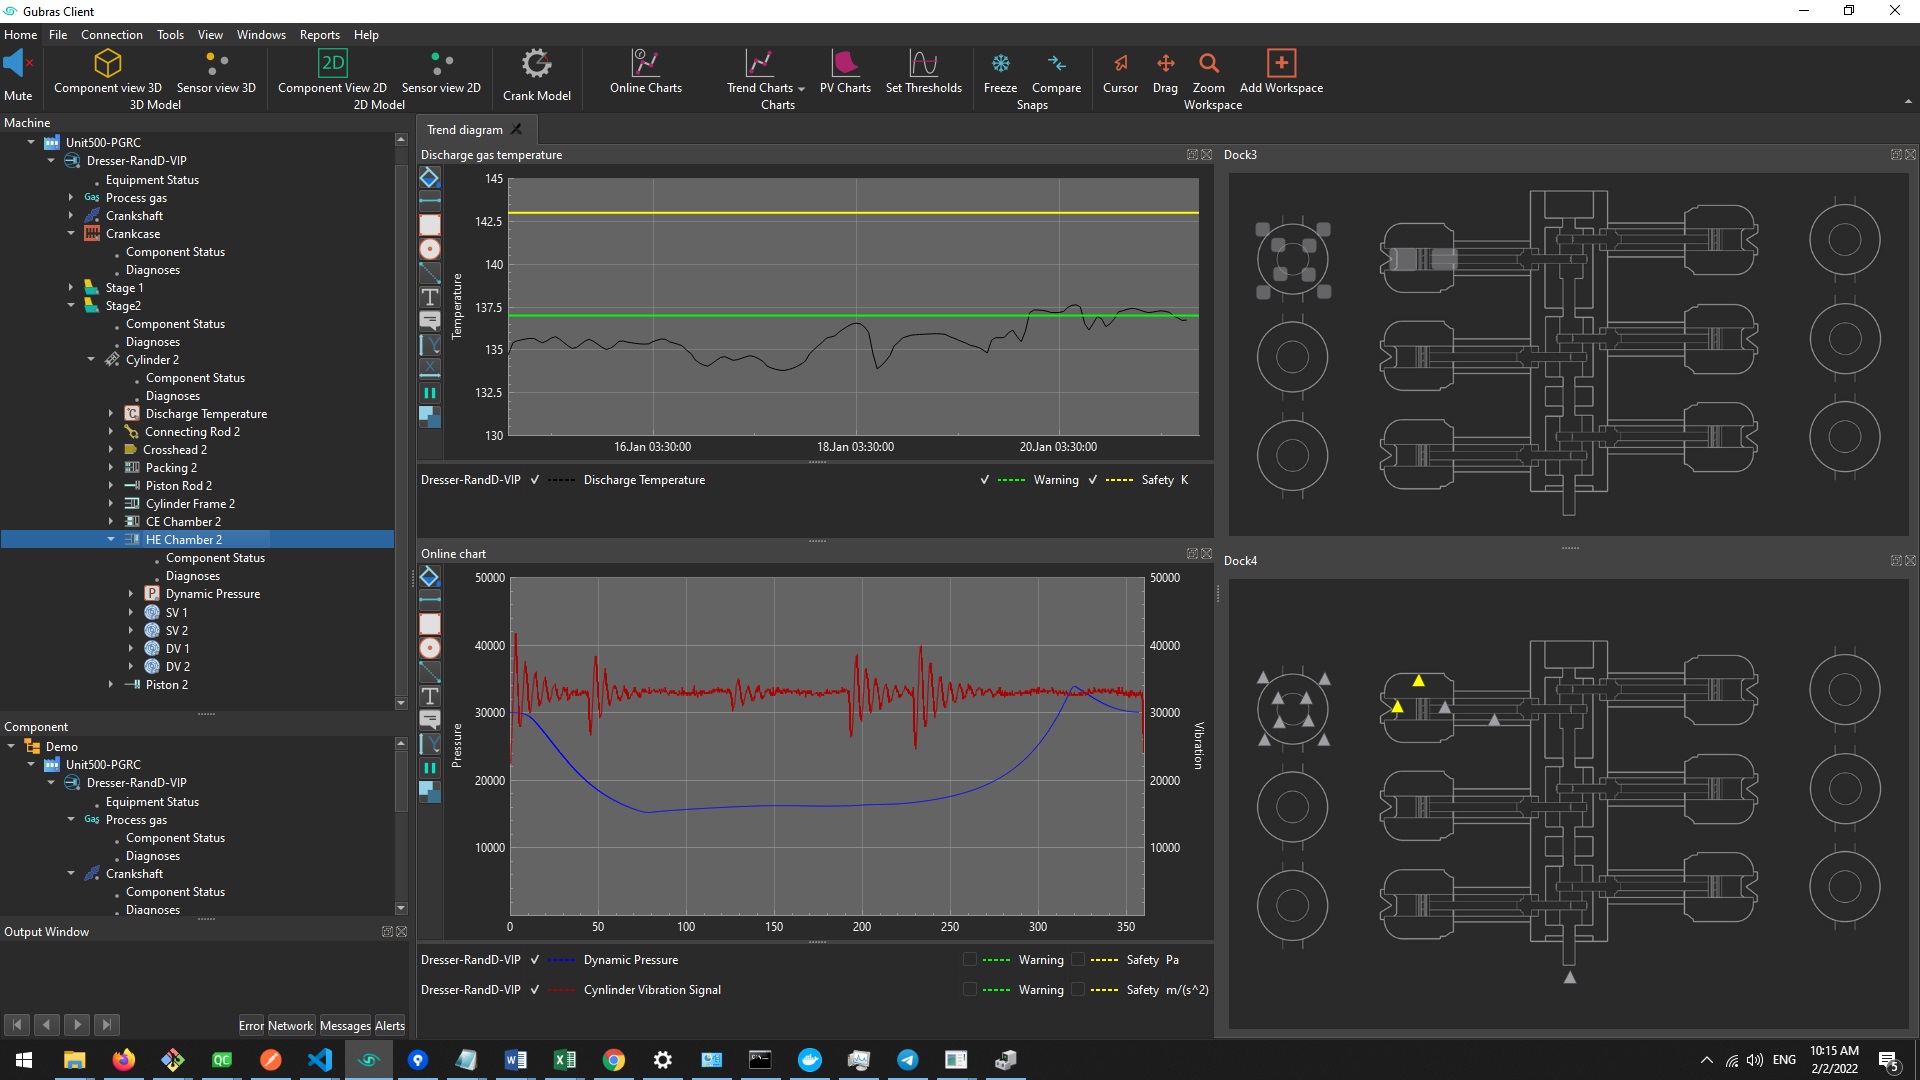 Gubras Client
Home File Connection Tools View Windows Reports Help
Mute
Component view 3D Sensor view 3D
3D Model
2D
Component View 2D Sensor view 2D
2D Model
Crank Model
Online Charts Trend Charts PV Charts Set Thresholds
Charts
Freeze Compare
Snaps
Cursor Drag Zoom Add Workspace
Workspace
Machine
Unit500-PGRC
Dresser-RandD-VIP
Equipment Status
Gas Process gas
Crankshaft
Crankcase
Component Status
Diagnoses
Stage 1
Stage2
Component Status
Diagnoses
Cylinder 2
Component Status
Diagnoses
°C Discharge Temperature
Connecting Rod 2
Crosshead 2
Packing 2
Piston Rod 2
Cylinder Frame 2
CE Chamber 2
HE Chamber 2
Component Status
Diagnoses
P Dynamic Pressure
SV 1
SV 2
DV 1
DV 2
Piston 2
Component
Demo
Unit500-PGRC
Dresser-RandD-VIP
Equipment Status
Gas Process gas
Component Status
Diagnoses
Crankshaft
Component Status
Diagnoses
Output Window
Error Network Messages Alerts
Trend diagram
Discharge gas temperature
T
Y
X
Temperature
145
142.5
140
137.5
135
132.5
130
16.Jan 03:30:00 18.Jan 03:30:00 20.Jan 03:30:00
Dresser-RandD-VIP Discharge Temperature Warning Safety K
Online chart
T
Y
Pressure
50000
40000
30000
20000
10000
0 50 100 150 200 250 300 350
50000
40000
30000
20000
10000
Vibration
Dresser-RandD-VIP Dynamic Pressure Warning Safety Pa
Dresser-RandD-VIP Cynlinder Vibration Signal Warning Safety m/(s^2)
Dock3
Dock4
QC
W
X
ENG
10:15 AM
2/2/2022
5